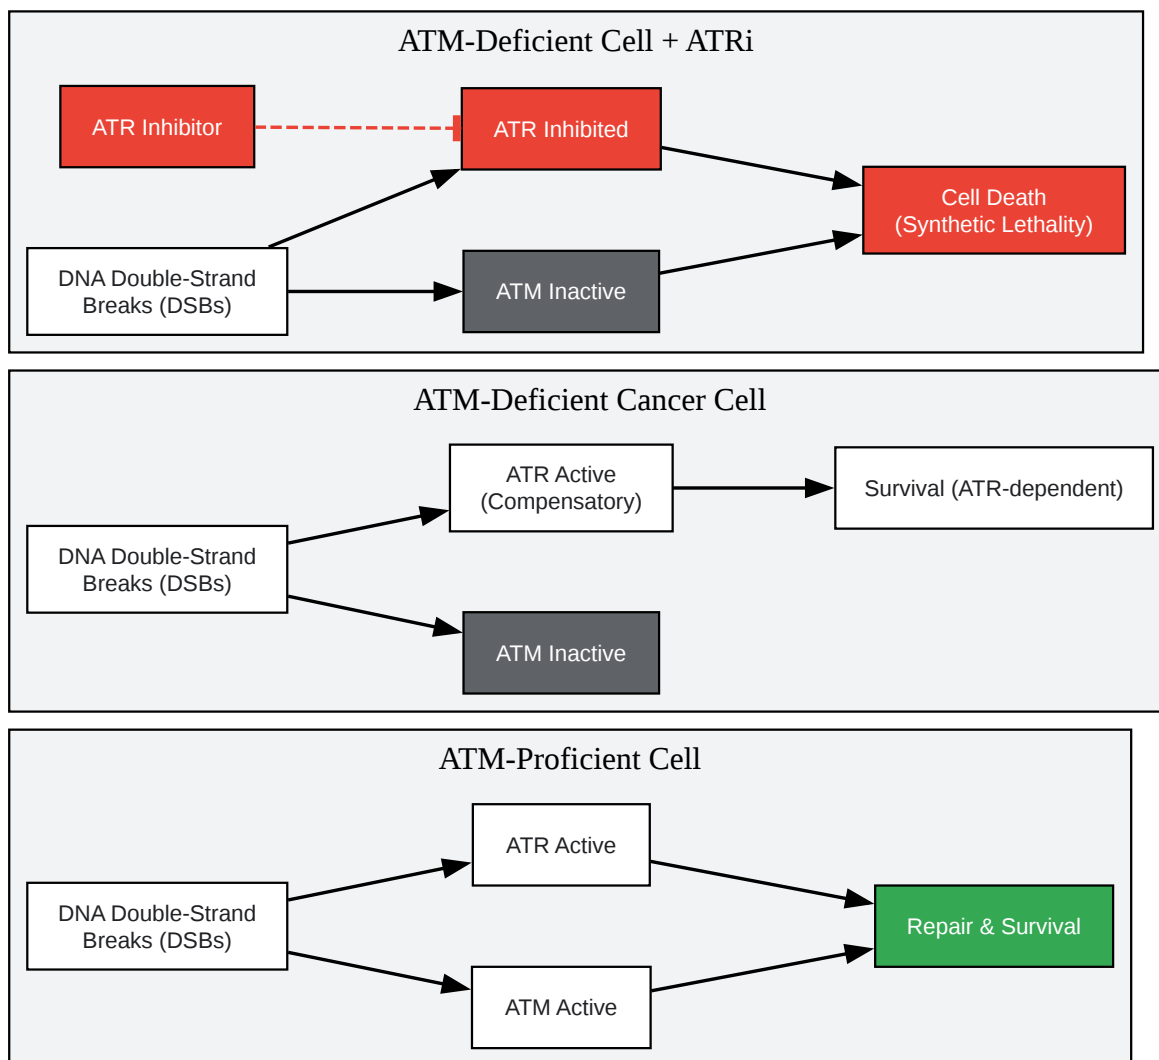 ATM-Deficient Cell + ATRi
ATR Inhibitor
ATR Inhibited
Cell Death
(Synthetic Lethality)
DNA Double-Strand
Breaks (DSBs)
ATM Inactive
ATM-Deficient Cancer Cell
ATR Active
(Compensatory)
Survival (ATR-dependent)
DNA Double-Strand
Breaks (DSBs)
ATM Inactive
ATM-Proficient Cell
ATR Active
DNA Double-Strand
Breaks (DSBs)
Repair & Survival
ATM Active